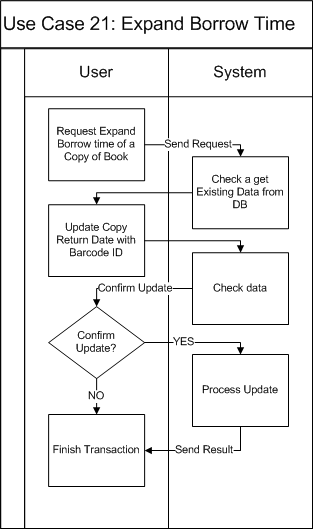 Use Case 21: Expand Borrow Time
User
System
Request Expand
Borrow time of a
Copy of Book
Send Request
Check a get
Existing Data from
DB
Update Copy
Return Date with
Barcode ID
Confirm Update
Check data
Confirm
Update?
YES
Process Update
NO
Finish Transaction
Send Result